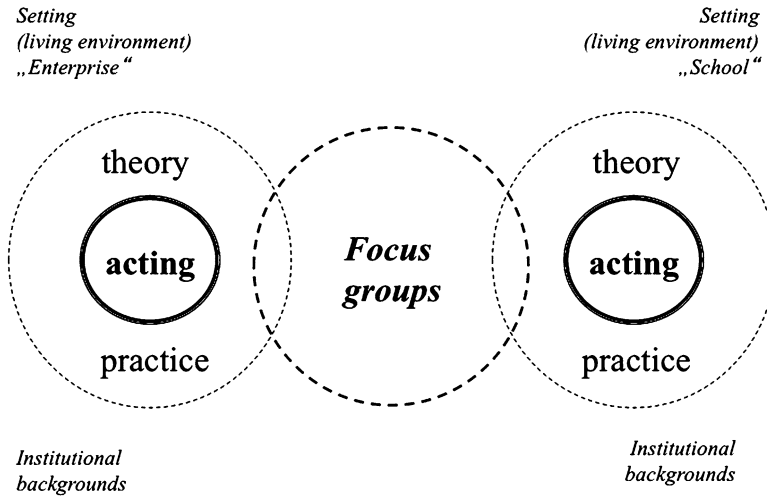 Setting
(living environment)
„Enterprise“
Setting
(living environment)
„School“
theory
acting
practice
Focus
groups
theory
acting
practice
Institutional
backgrounds
Institutional
backgrounds